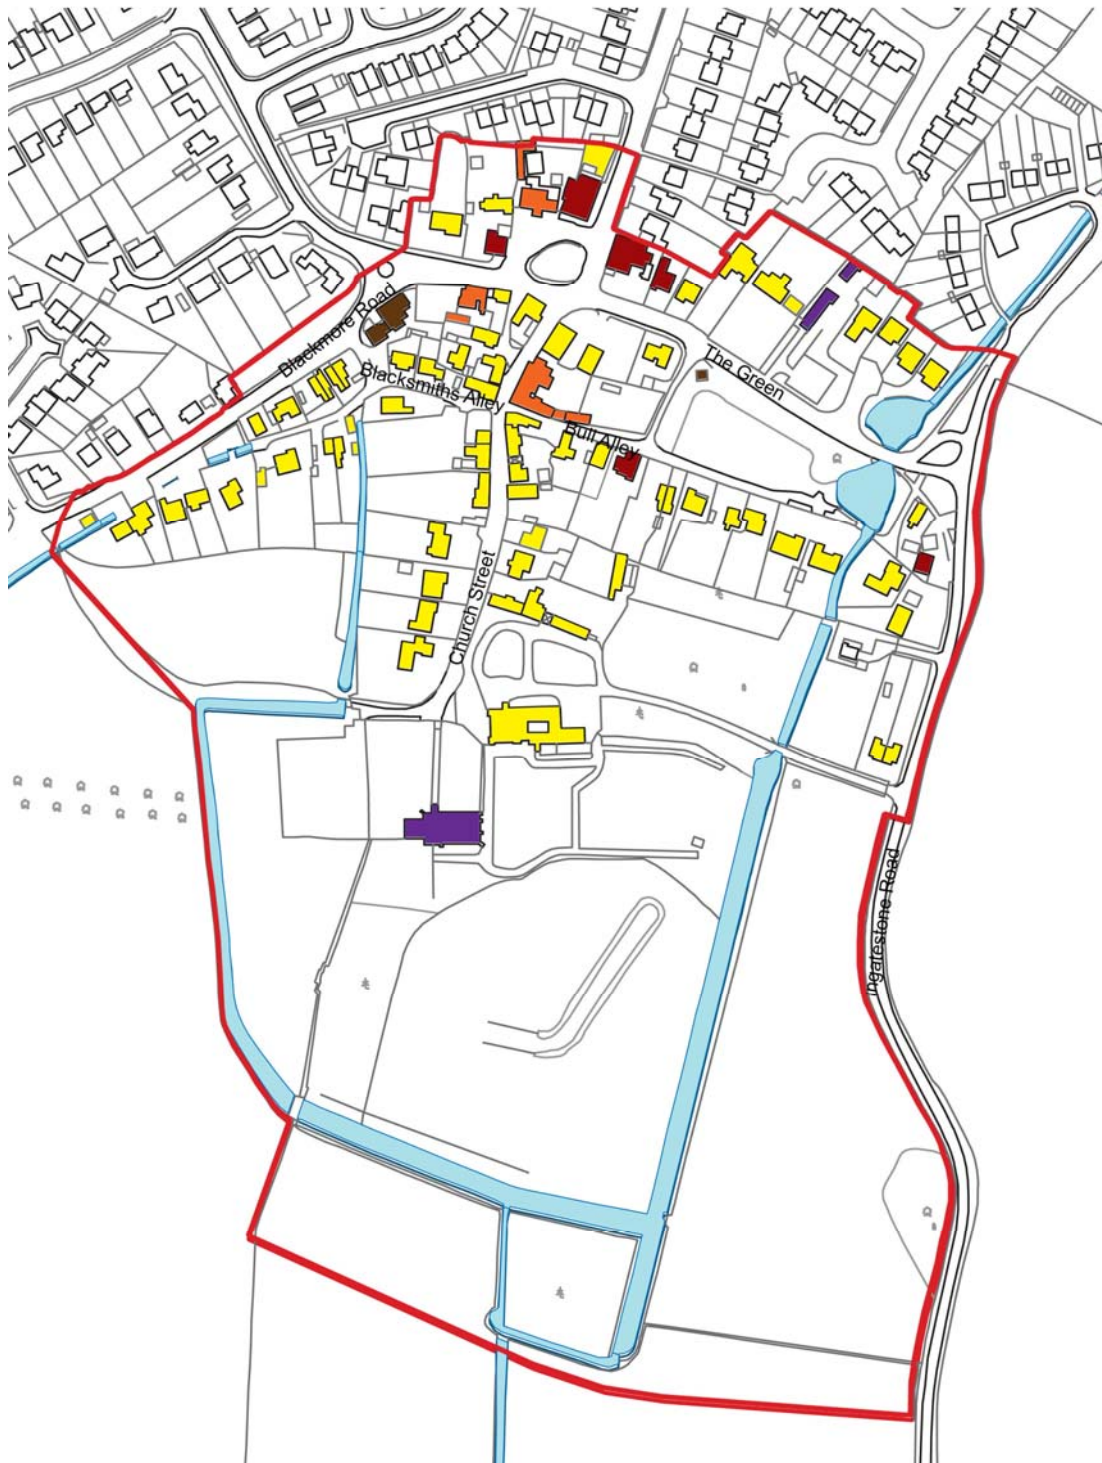 Blackmore Road
Blacksmiths Alley
The Green
Bull Alley
Church Street
Ingatestone Road